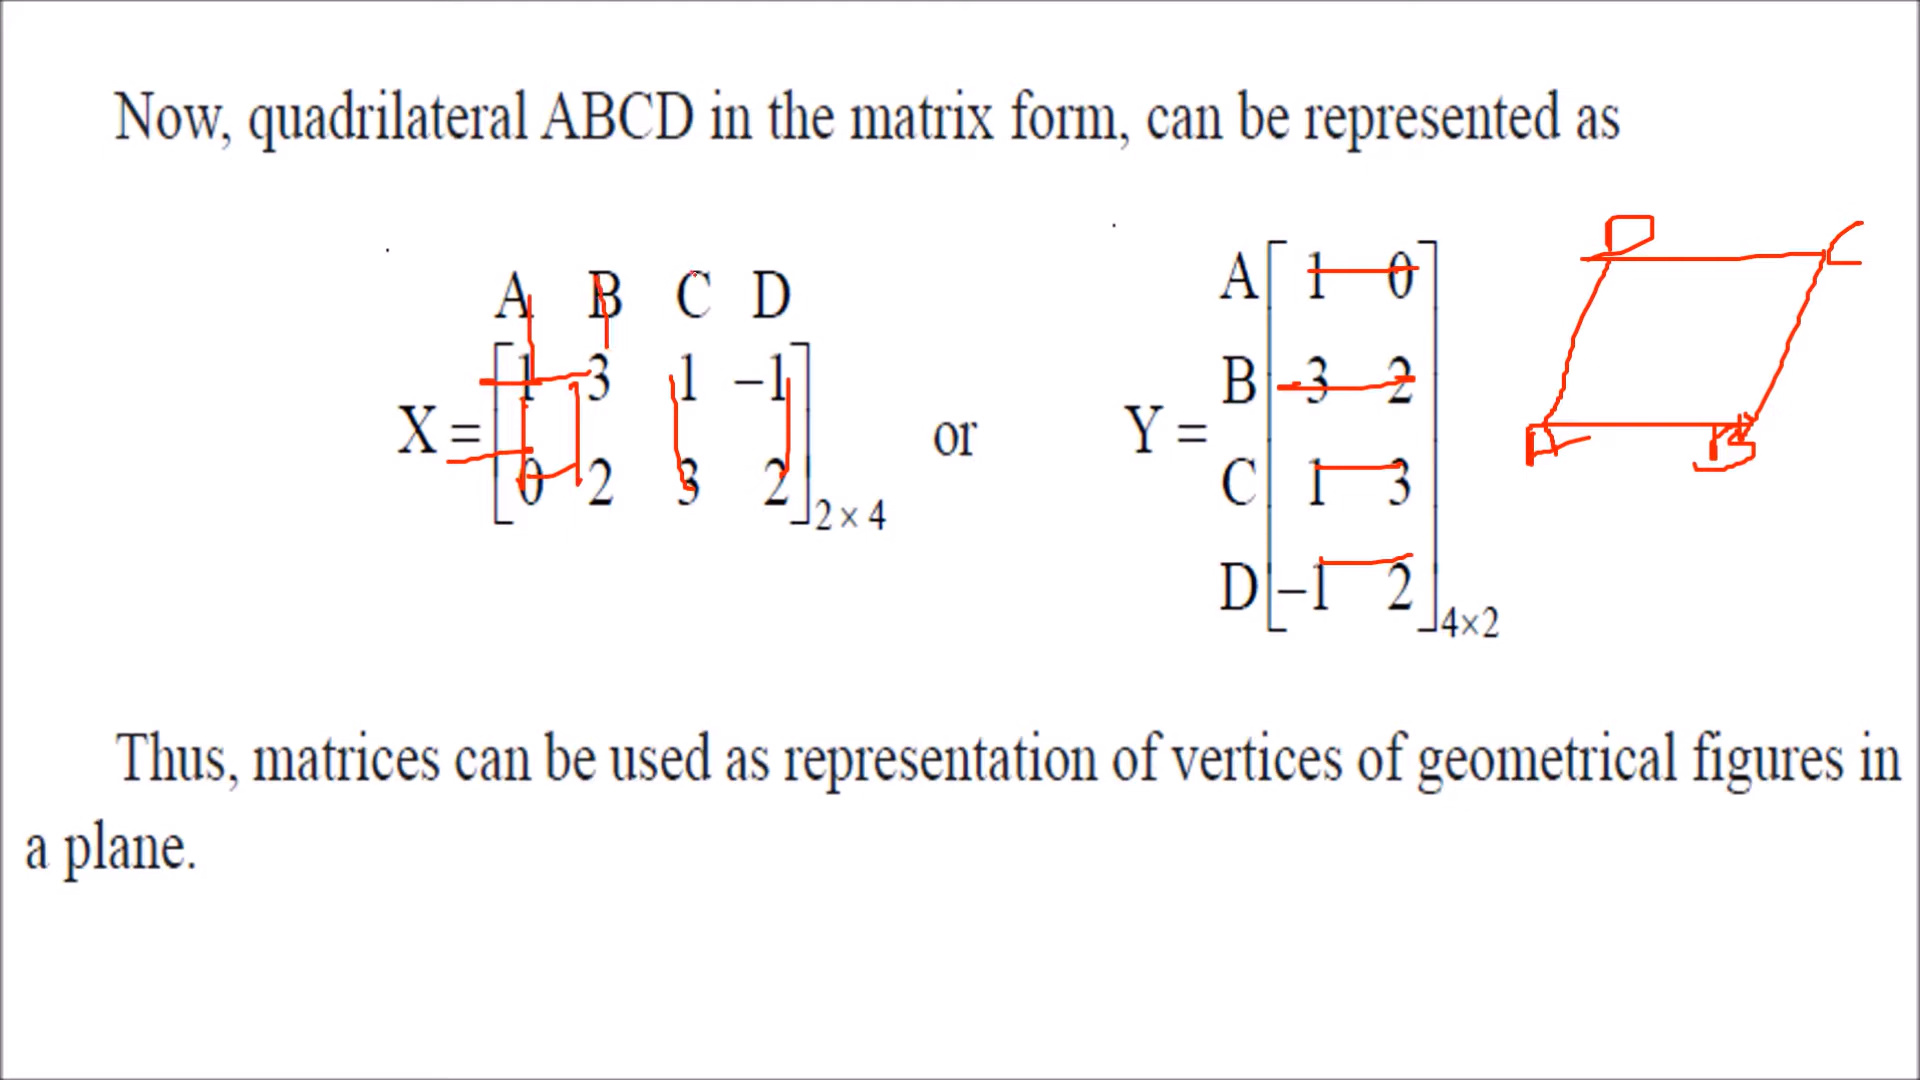 Now, quadrilateral ABCD in the matrix form, can be represented as
A B C D
X = [1 3 1 –1
0 2 3 2] 2 × 4
or
Y =
A [1 0
B 3 2
C 1 3
D –1 2] 4×2
D C
A B
Thus, matrices can be used as representation of vertices of geometrical figures in
a plane.